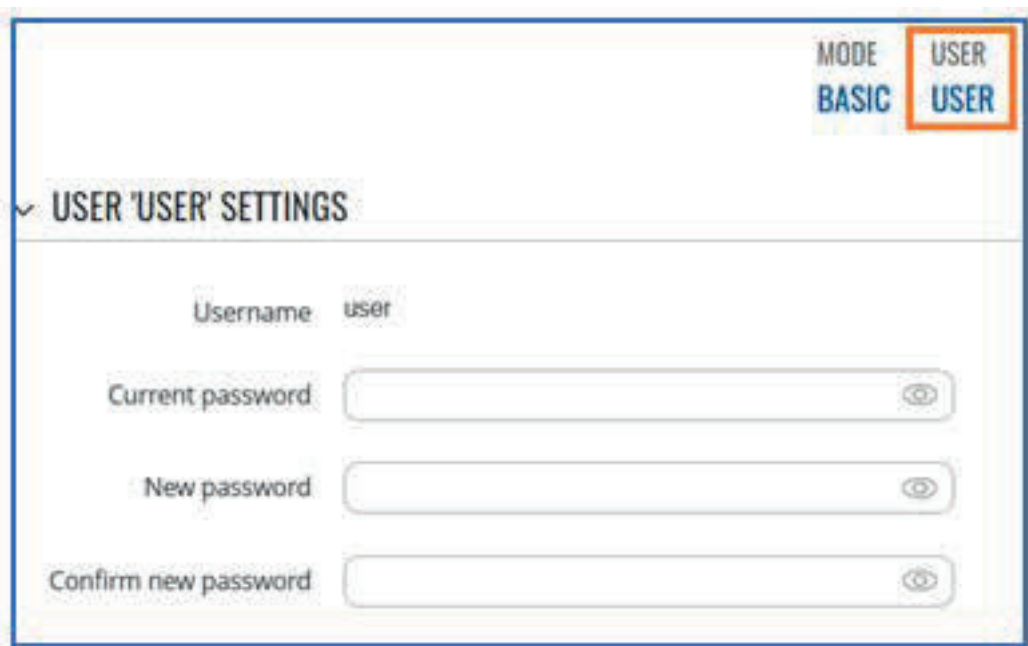 MODE USER
BASIC USER
USER 'USER' SETTINGS
Username user
Current password
New password
Confirm new password